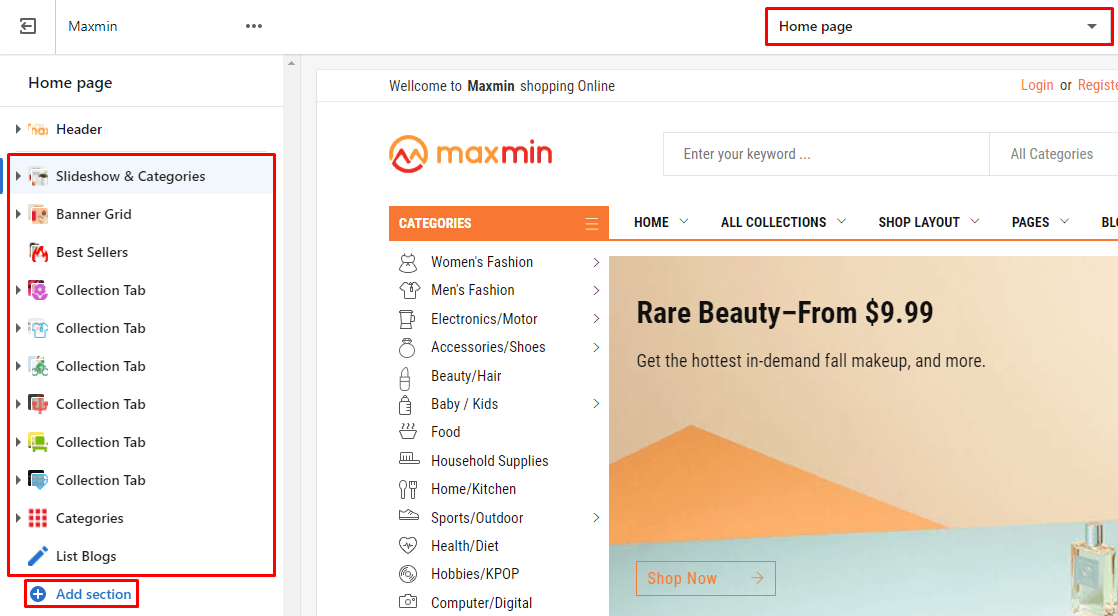 Maxmin
Home page
Home page
Header
Slideshow & Categories
Banner Grid
Best Sellers
Collection Tab
Collection Tab
Collection Tab
Collection Tab
Collection Tab
Collection Tab
Categories
List Blogs
Add section
Welcome to Maxmin shopping Online
Login or Registe
maxmin
Enter your keyword ...
All Categories
CATEGORIES
HOME
ALL COLLECTIONS
SHOP LAYOUT
PAGES
BL
Women's Fashion
Men's Fashion
Electronics/Motor
Accessories/Shoes
Beauty/Hair
Baby / Kids
Food
Household Supplies
Home/Kitchen
Sports/Outdoor
Health/Diet
Hobbies/KPOP
Computer/Digital
Rare Beauty–From $9.99
Get the hottest in-demand fall makeup, and more.
Shop Now